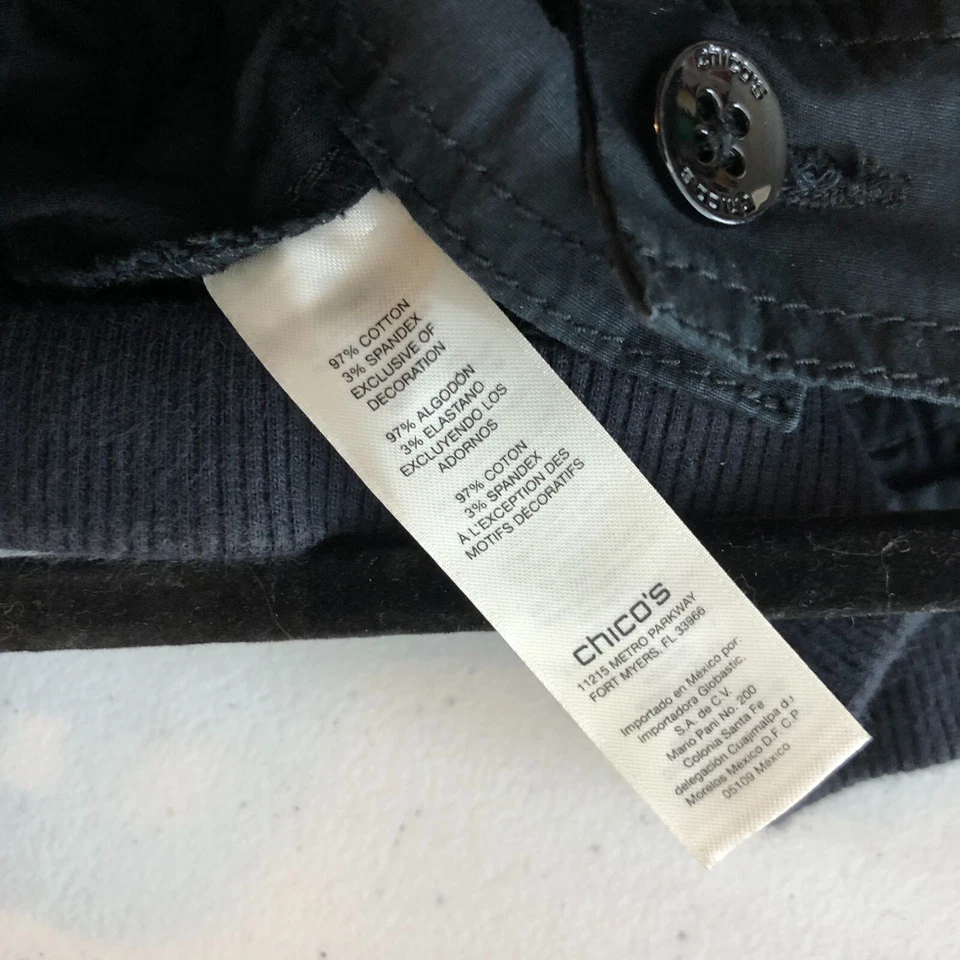 chico's
chico's
97% COTTON
3% SPANDEX
EXCLUSIVE OF
DECORATION
97% ALGODÓN
3% ELASTANO
EXCLUYENDO LOS
ADORNOS
97% COTON
3% SPANDEX
À L'EXCEPTION DES
MOTIFS DÉCORATIFS
chico's
11215 METRO PARKWAY
FORT MYERS, FL 33966
Importado en México por
Importadora Globastic,
S.A. de C.V.
Mario Pani No. 200
Colonia Santa Fe
delegación Cuajimalpa d
Morelos México D.F. C.P
05109 México